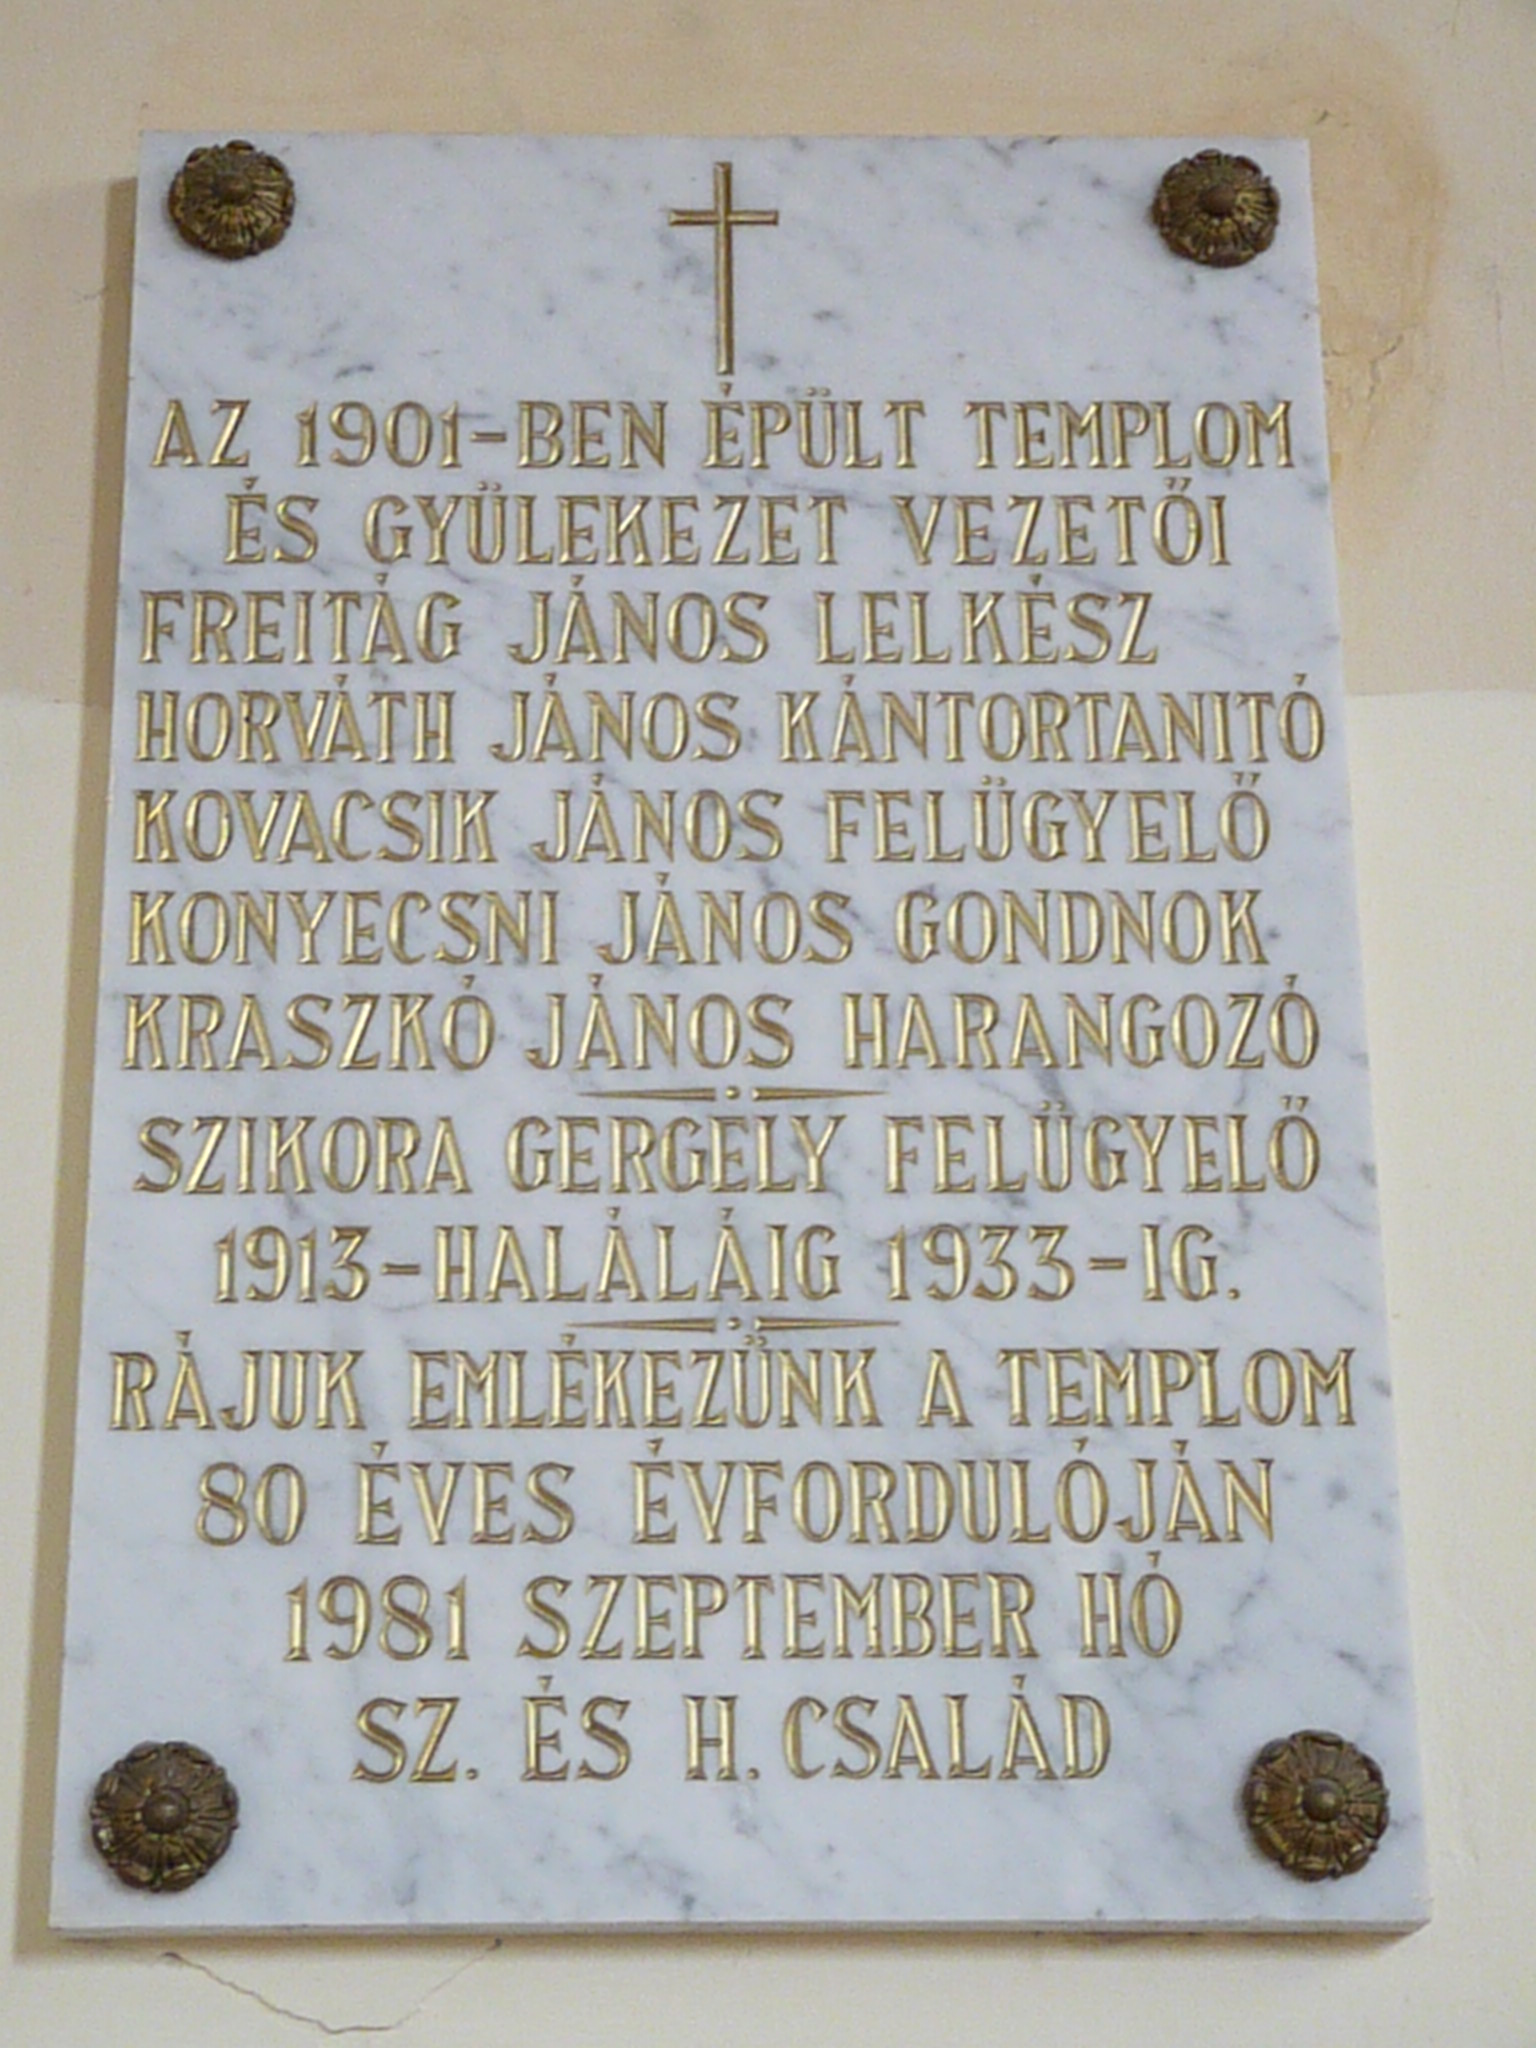 AZ 1901-BEN ÉPÜLT TEMPLOM
ÉS GYÜLEKEZET VEZETŐI
FREITÁG JÁNOS LELKÉSZ
HORVÁTH JÁNOS KÁNTORTANITÓ
KOVACSIK JÁNOS FELÜGYELŐ
KONYECSNI JÁNOS GONDNOK
KRASZKÓ JÁNOS HARANGOZÓ
SZIKORA GERGELY FELÜGYELŐ
1913-HALÁLÁIG 1933-IG.
RÁJUK EMLÉKEZÜNK A TEMPLOM
80 ÉVES ÉVFORDULÓJÁN
1981 SZEPTEMBER HÓ
SZ. ÉS H. CSALÁD